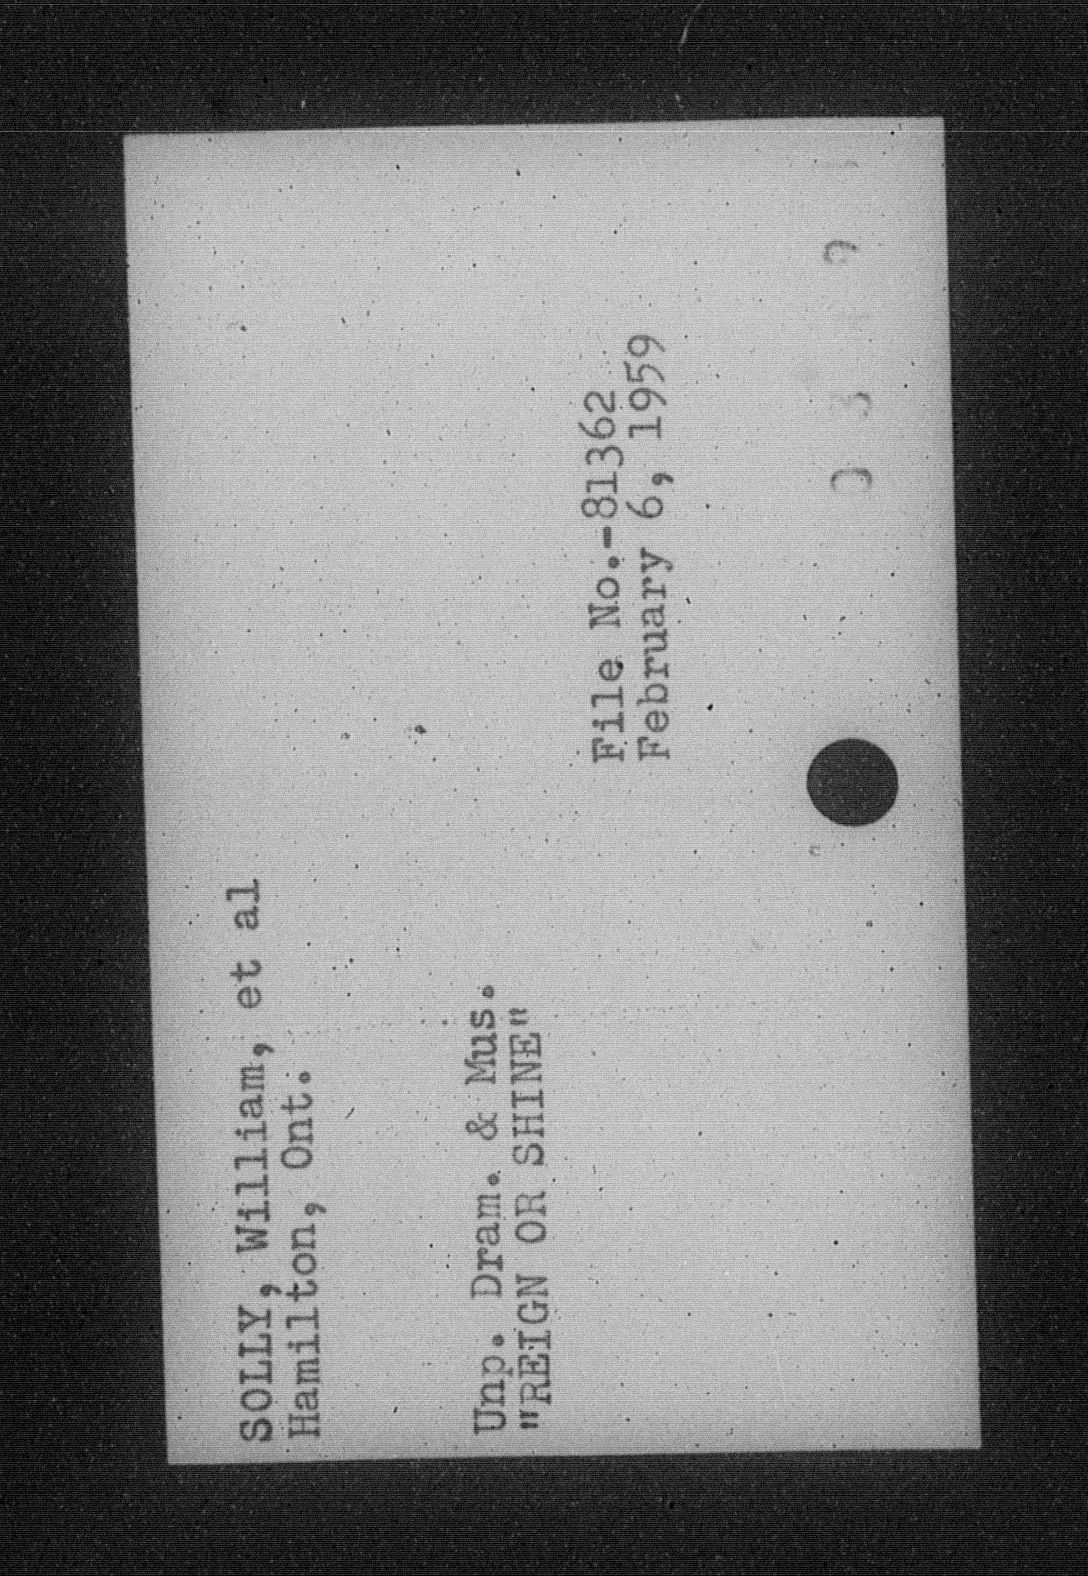 SOLLY, William, et al
Hamilton, Ont.
Unp. Dram. & Mus.
"REIGN OR SHINE"
File No.-81362
February 6, 1959